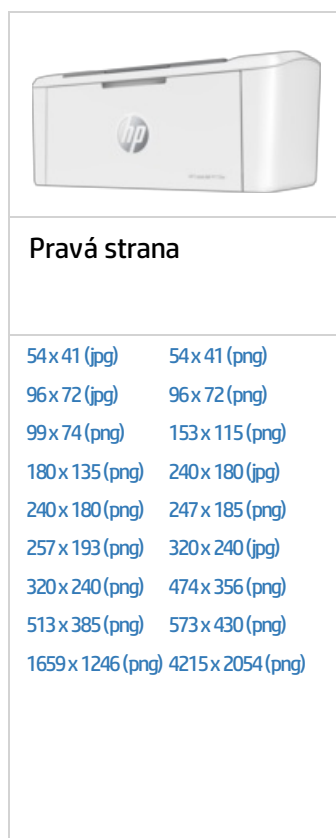 hp
Pravá strana
54 x 41 (jpg) 54 x 41 (png)
96 x 72 (jpg) 96 x 72 (png)
99 x 74 (png) 153 x 115 (png)
180 x 135 (png) 240 x 180 (jpg)
240 x 180 (png) 247 x 185 (png)
257 x 193 (png) 320 x 240 (jpg)
320 x 240 (png) 474 x 356 (png)
513 x 385 (png) 573 x 430 (png)
1659 x 1246 (png) 4215 x 2054 (png)